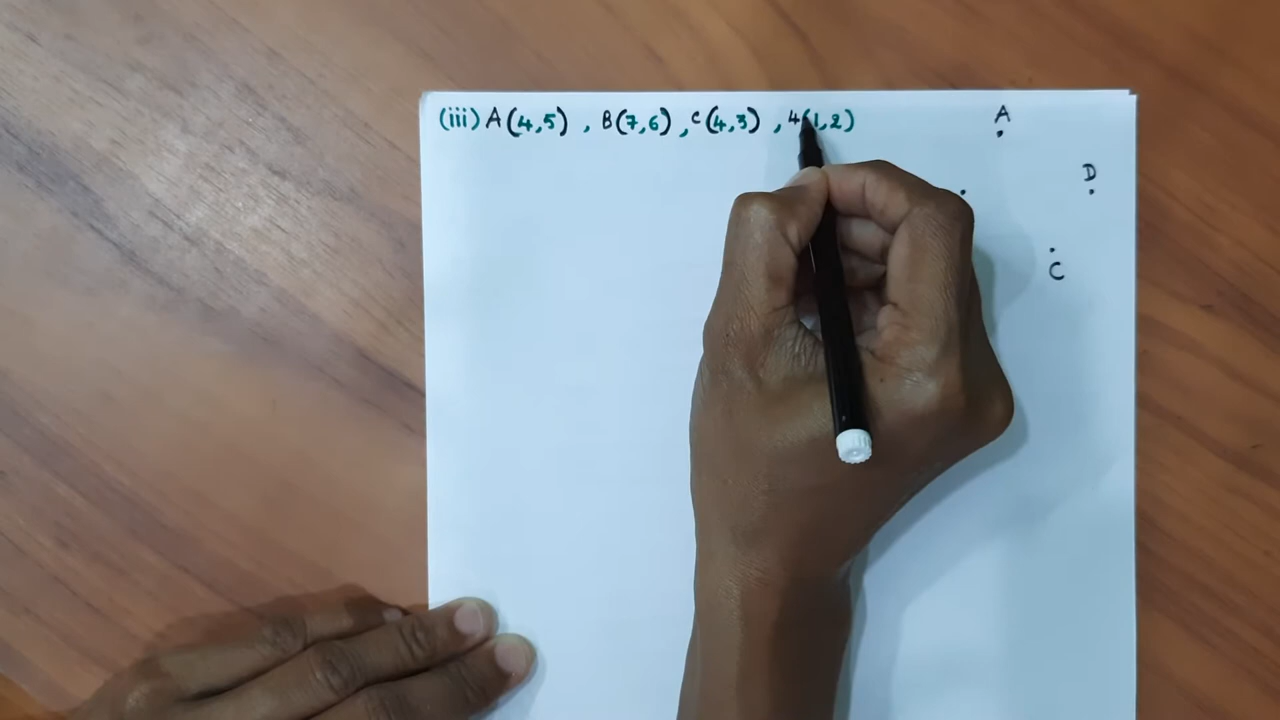 (iii) A(4,5) , B(7,6) , C(4,3) , 4(1,2)
A
D
C